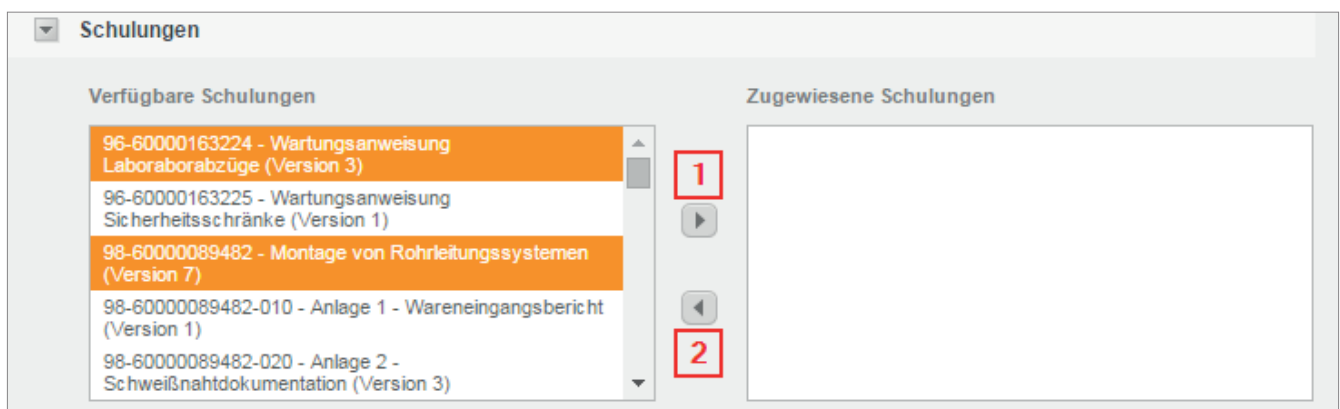 Schulungen
Verfügbare Schulungen
Zugewiesene Schulungen
96-60000163224 - Wartungsanweisung
Laboraborabzüge (Version 3)
96-60000163225 - Wartungsanweisung
Sicherheitsschränke (Version 1)
98-60000089482 - Montage von Rohrleitungssystemen
(Version 7)
98-60000089482-010 - Anlage 1 - Wareneingangsbericht
(Version 1)
98-60000089482-020 - Anlage 2 -
Schweißnahtdokumentation (Version 3)
1
2